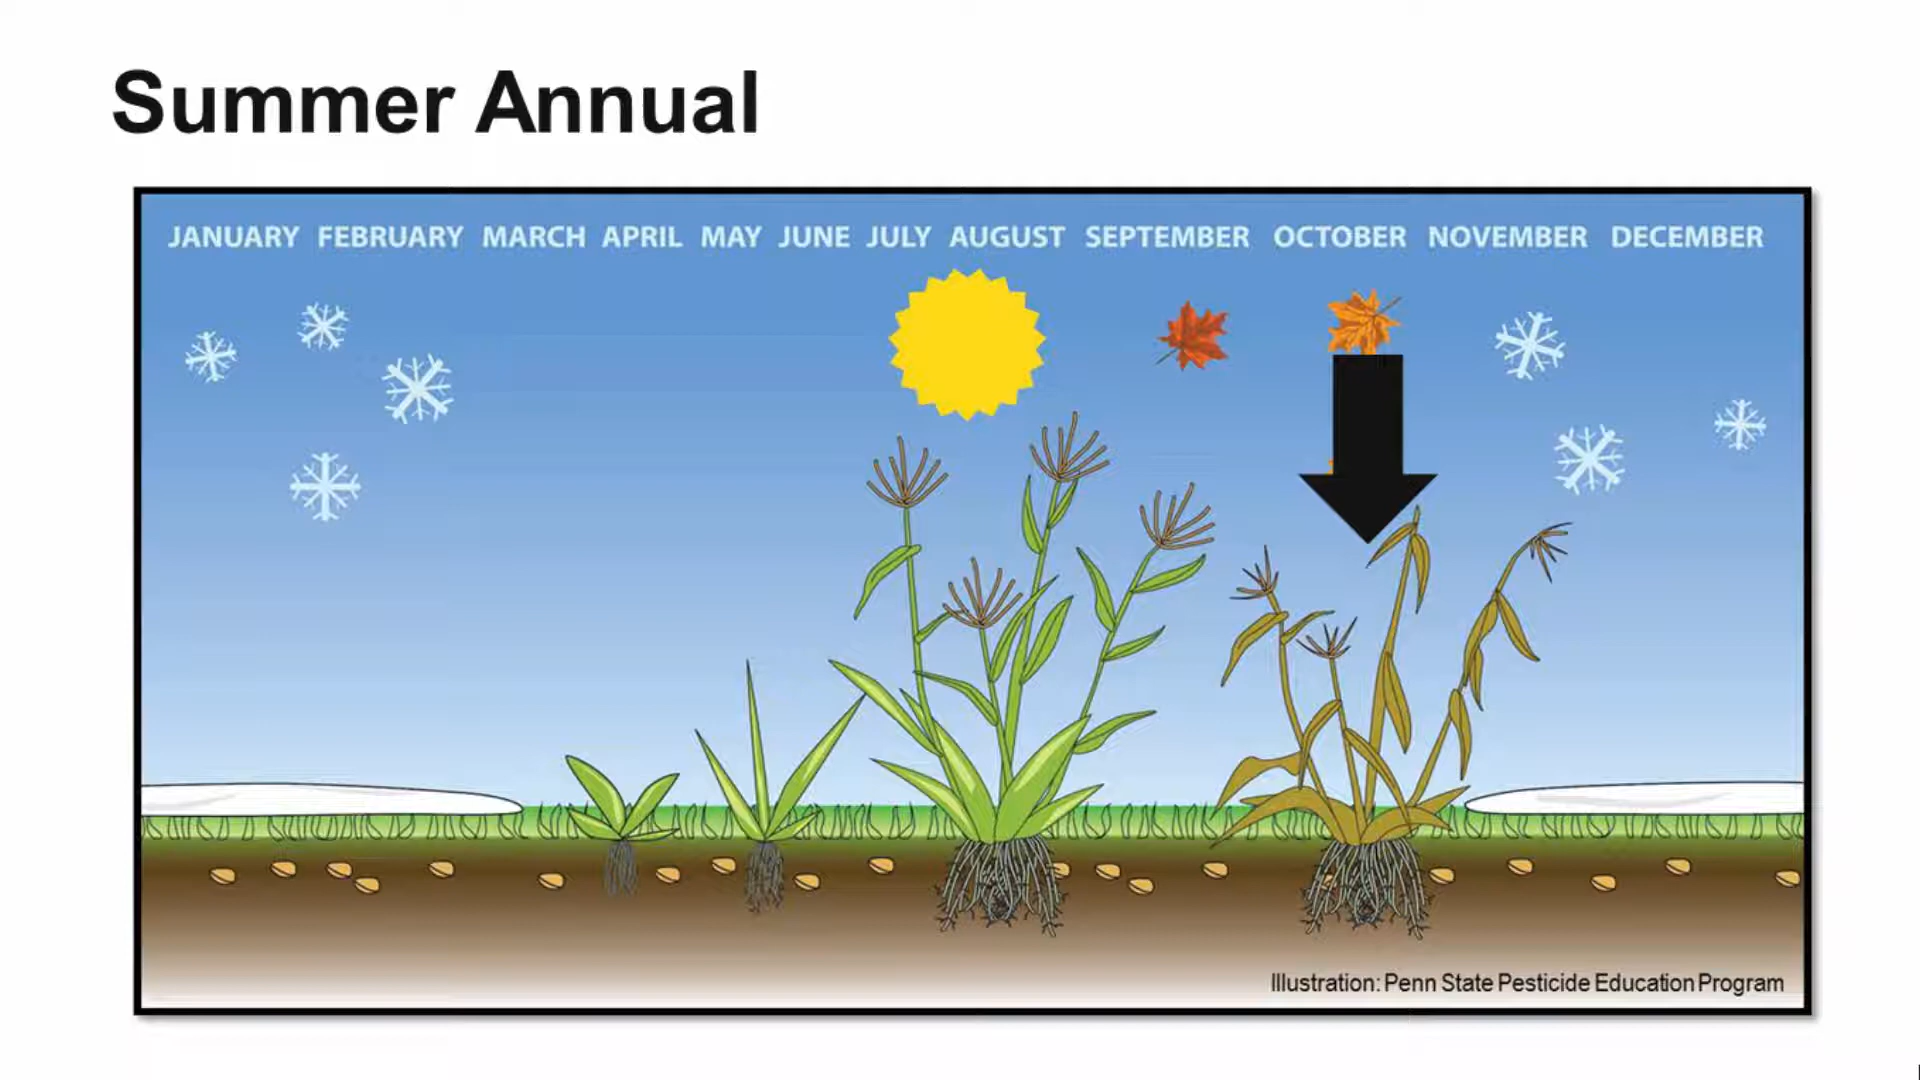 Summer Annual
JANUARY FEBRUARY MARCH APRIL MAY JUNE JULY AUGUST SEPTEMBER OCTOBER NOVEMBER DECEMBER
Illustration: Penn State Pesticide Education Program